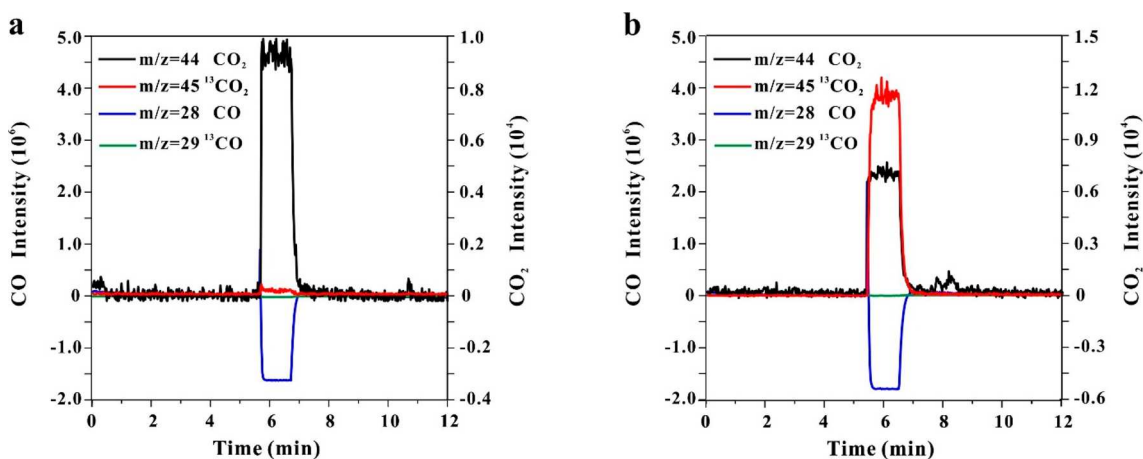 a
5.0
4.0
3.0
2.0
1.0
0
-1.0
-2.0
CO Intensity (10⁶)
m/z=44 CO₂
m/z=45 ¹³CO₂
m/z=28 CO
m/z=29 ¹³CO
1.0
0.8
0.6
0.4
0.2
0
-0.2
-0.4
CO₂ Intensity (10⁴)
0 2 4 6 8 10 12
Time (min)
b
5.0
4.0
3.0
2.0
1.0
0
-1.0
-2.0
CO Intensity (10⁶)
m/z=44 CO₂
m/z=45 ¹³CO₂
m/z=28 CO
m/z=29 ¹³CO
1.5
1.2
0.9
0.6
0.3
0
-0.3
-0.6
CO₂ Intensity (10⁴)
0 2 4 6 8 10 12
Time (min)